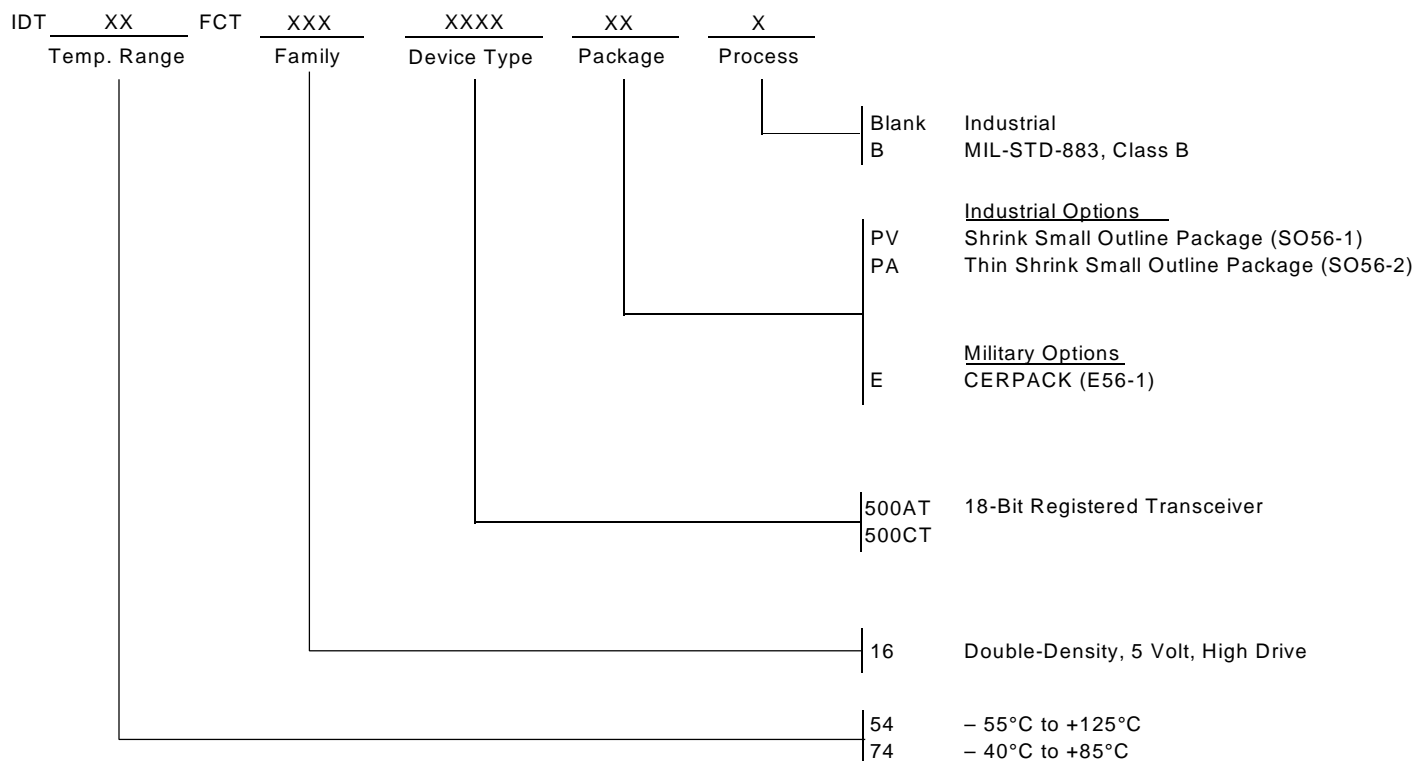 IDT XX FCT XXX XXXX XX X
Temp. Range Family Device Type Package Process
Blank Industrial
B MIL-STD-883, Class B
Industrial Options
PV Shrink Small Outline Package (SO56-1)
PA Thin Shrink Small Outline Package (SO56-2)
Military Options
E CERPACK (E56-1)
500AT 18-Bit Registered Transceiver
500CT
16 Double-Density, 5 Volt, High Drive
54 – 55°C to +125°C
74 – 40°C to +85°C